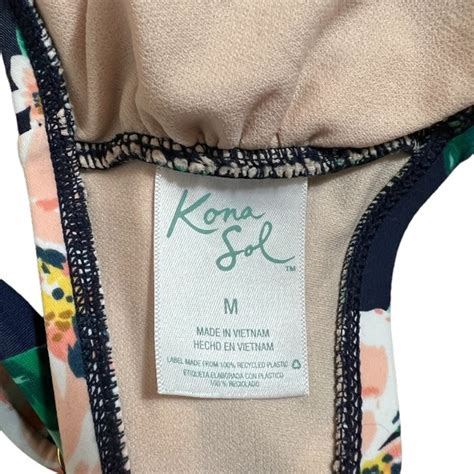 Kona
Sol
™
M
MADE IN VIETNAM
HECHO EN VIETNAM
LABEL MADE FROM 100% RECYCLED PLASTIC
ETIQUETA ELABORADA CON PLASTICO
100% RECICLADO